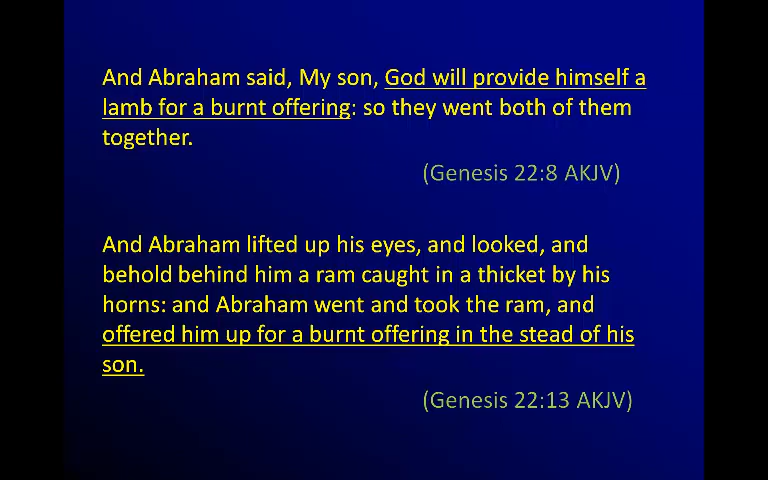 And Abraham said, My son, God will provide himself a
lamb for a burnt offering: so they went both of them
together.
(Genesis 22:8 AKJV)
And Abraham lifted up his eyes, and looked, and
behold behind him a ram caught in a thicket by his
horns: and Abraham went and took the ram, and
offered him up for a burnt offering in the stead of his
son.
(Genesis 22:13 AKJV)